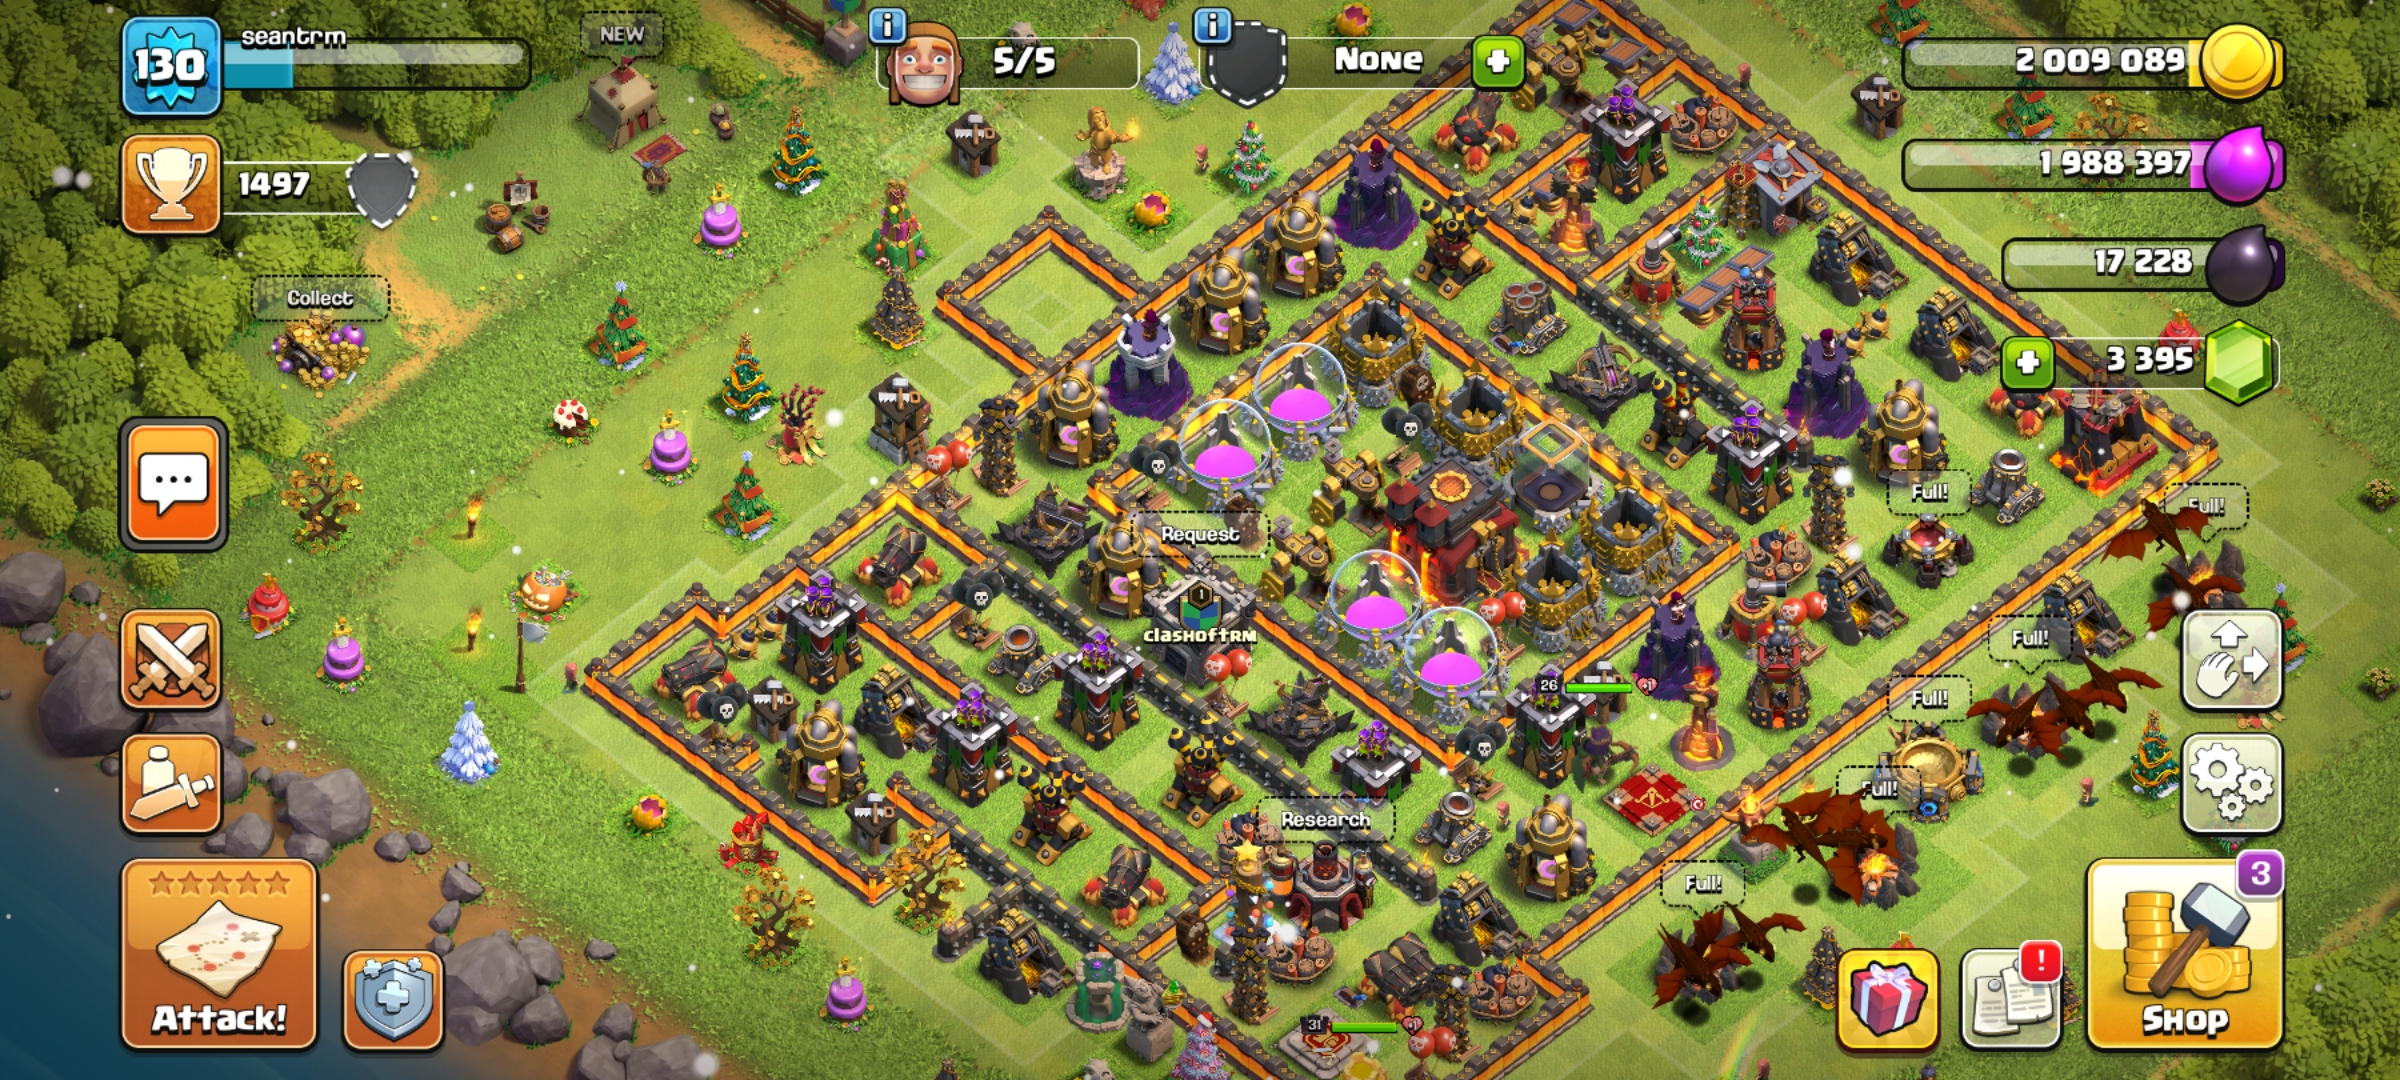 130
seantrm
NEW
i
5/5
i
None
2 009 089
1497
1 988 397
17 228
Collect
3 395
Full!
Full!
Request
1
clashoftRM
Full!
26
Full!
Full!
Research
Full!
3
!
Attack!
Shop
31